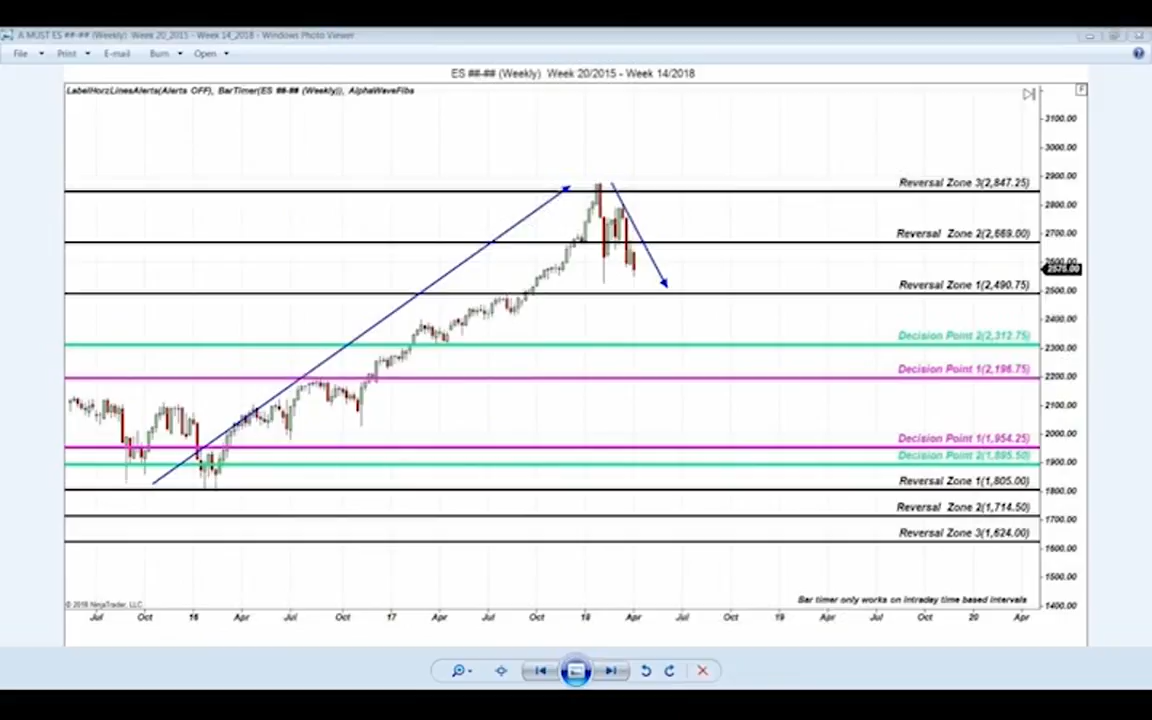 A MUST ES ##-## (Weekly) Week 20_2015 - Week 14_2018 - Windows Photo Viewer
File Print E-mail Burn Open
ES ##-## (Weekly) Week 20/2015 - Week 14/2018
LabelHorzLinesAlerts(Alerts OFF), BarTimer(ES ##-## (Weekly)), AlphaWaveFibs
F
3100.00
3000.00
2900.00
Reversal Zone 3(2,847.25)
2800.00
Reversal Zone 2(2,669.00)
2700.00
2600.00
2575.00
Reversal Zone 1(2,490.75)
2500.00
2400.00
Decision Point 2(2,312.75)
2300.00
Decision Point 1(2,196.75)
2200.00
2100.00
2000.00
Decision Point 1(1,954.25)
Decision Point 2(1,895.50)
1900.00
Reversal Zone 1(1,805.00)
1800.00
Reversal Zone 2(1,714.50)
1700.00
Reversal Zone 3(1,624.00)
1600.00
1500.00
Bar timer only works on intraday time based intervals
© 2018 NinjaTrader, LLC
1400.00
Jul Oct 16 Apr Jul Oct 17 Apr Jul Oct 18 Apr Jul Oct 19 Apr Jul Oct 20 Apr